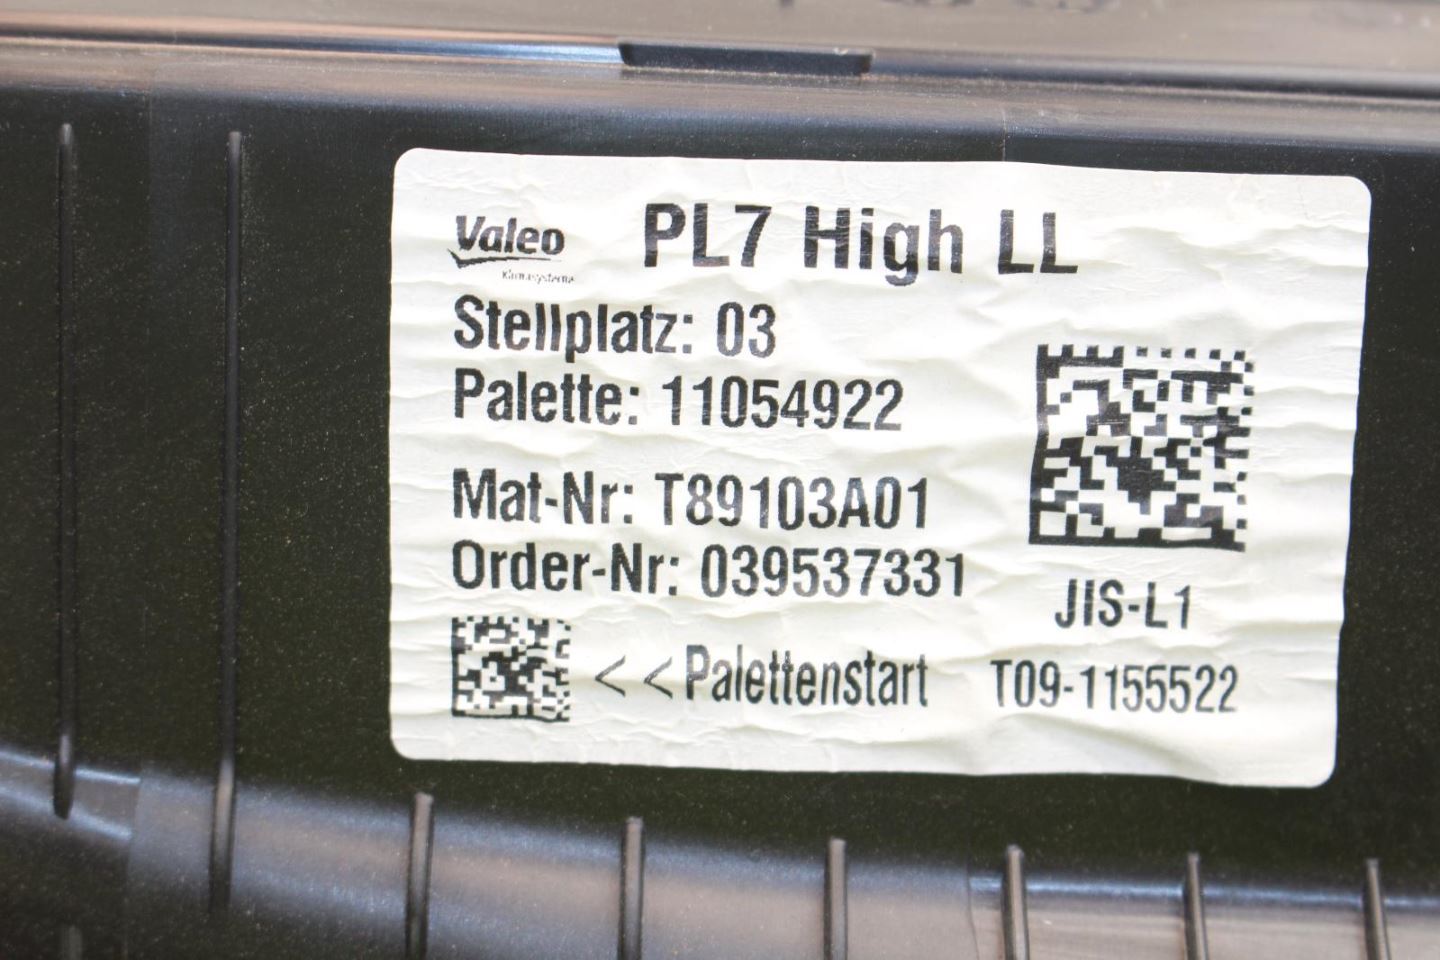 Valeo PL7 High LL
Klimasysteme
Stellplatz: 03
Palette: 11054922
Mat-Nr: T89103A01
Order-Nr: 039537331
JIS-L1
<<Palettenstart T09-1155522